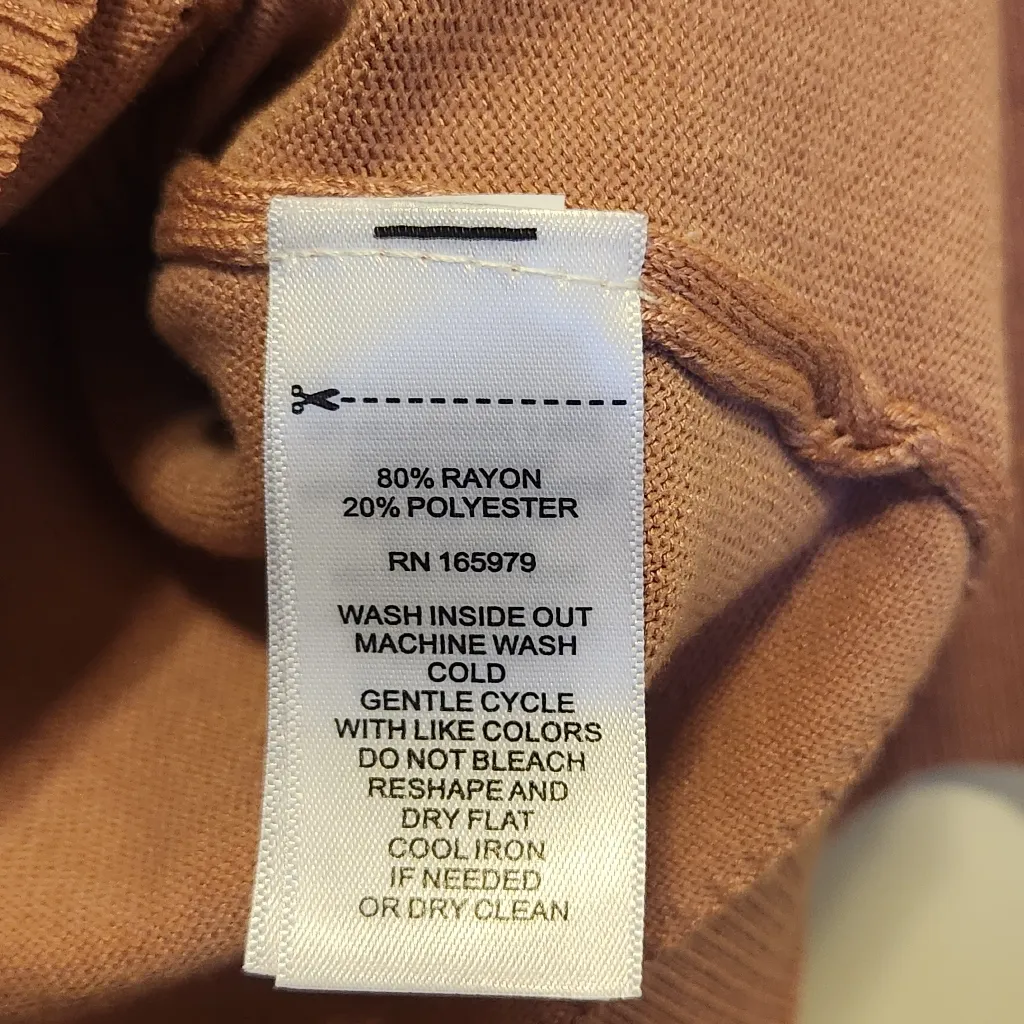 80% RAYON
20% POLYESTER
RN 165979
WASH INSIDE OUT
MACHINE WASH
COLD
GENTLE CYCLE
WITH LIKE COLORS
DO NOT BLEACH
RESHAPE AND
DRY FLAT
COOL IRON
IF NEEDED
OR DRY CLEAN